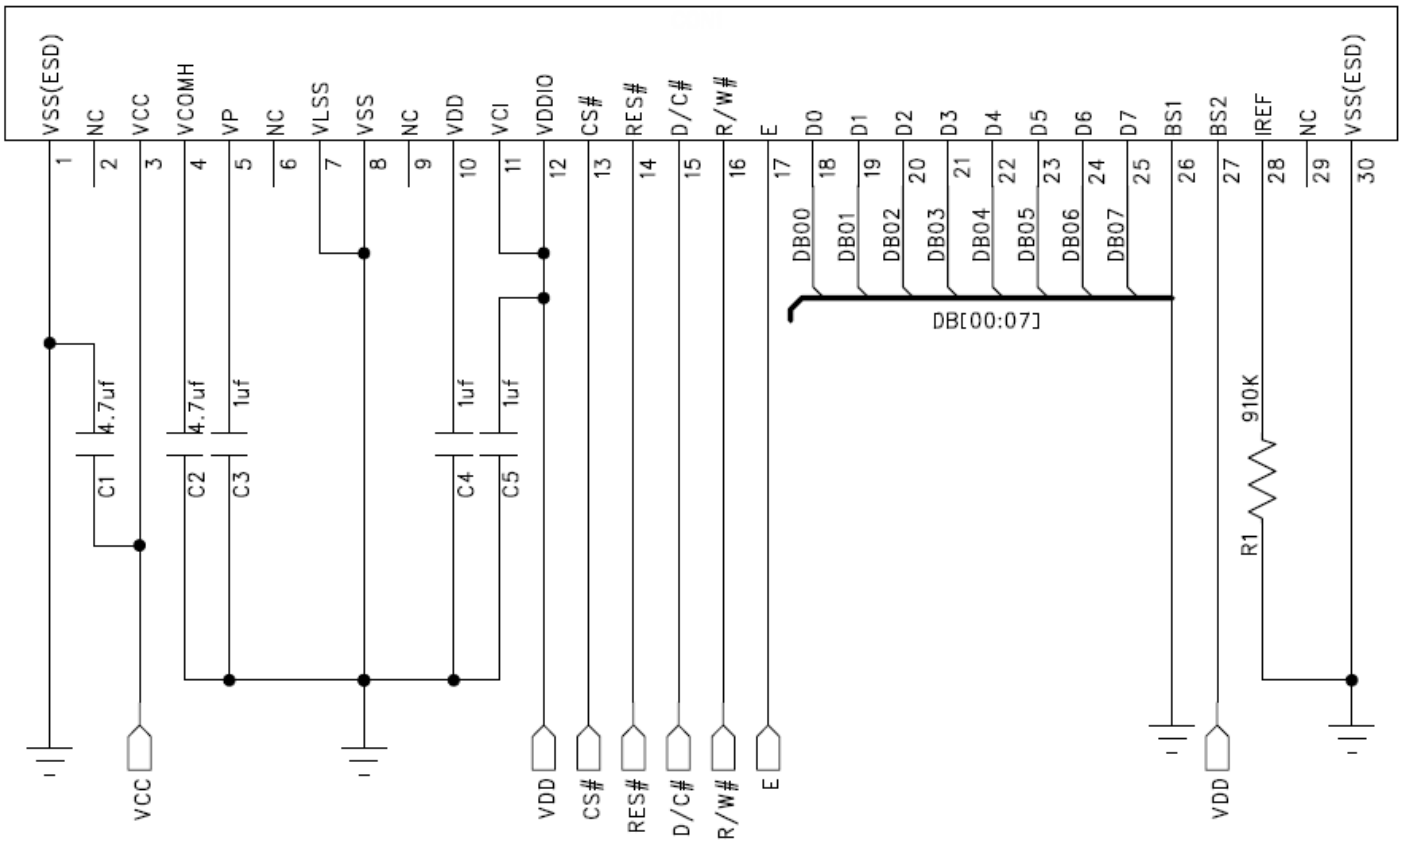 VSS(ESD)
NC
VCC
VCOMH
VP
NC
VLSS
VSS
NC
VDD
VCI
VDDIO
CS#
RES#
D/C#
R/W#
E
D0
D1
D2
D3
D4
D5
D6
D7
BS1
BS2
IREF
NC
VSS(ESD)
1
2
3
4
5
6
7
8
9
10
11
12
13
14
15
16
17
18
19
20
21
22
23
24
25
26
27
28
29
30
DB00
DB01
DB02
DB03
DB04
DB05
DB06
DB07
DB[00:07]
4.7uf
4.7uf
1uf
1uf
1uf
910K
C1
C2
C3
C4
C5
R1
VCC
VDD
CS#
RES#
D/C#
R/W#
E
VDD